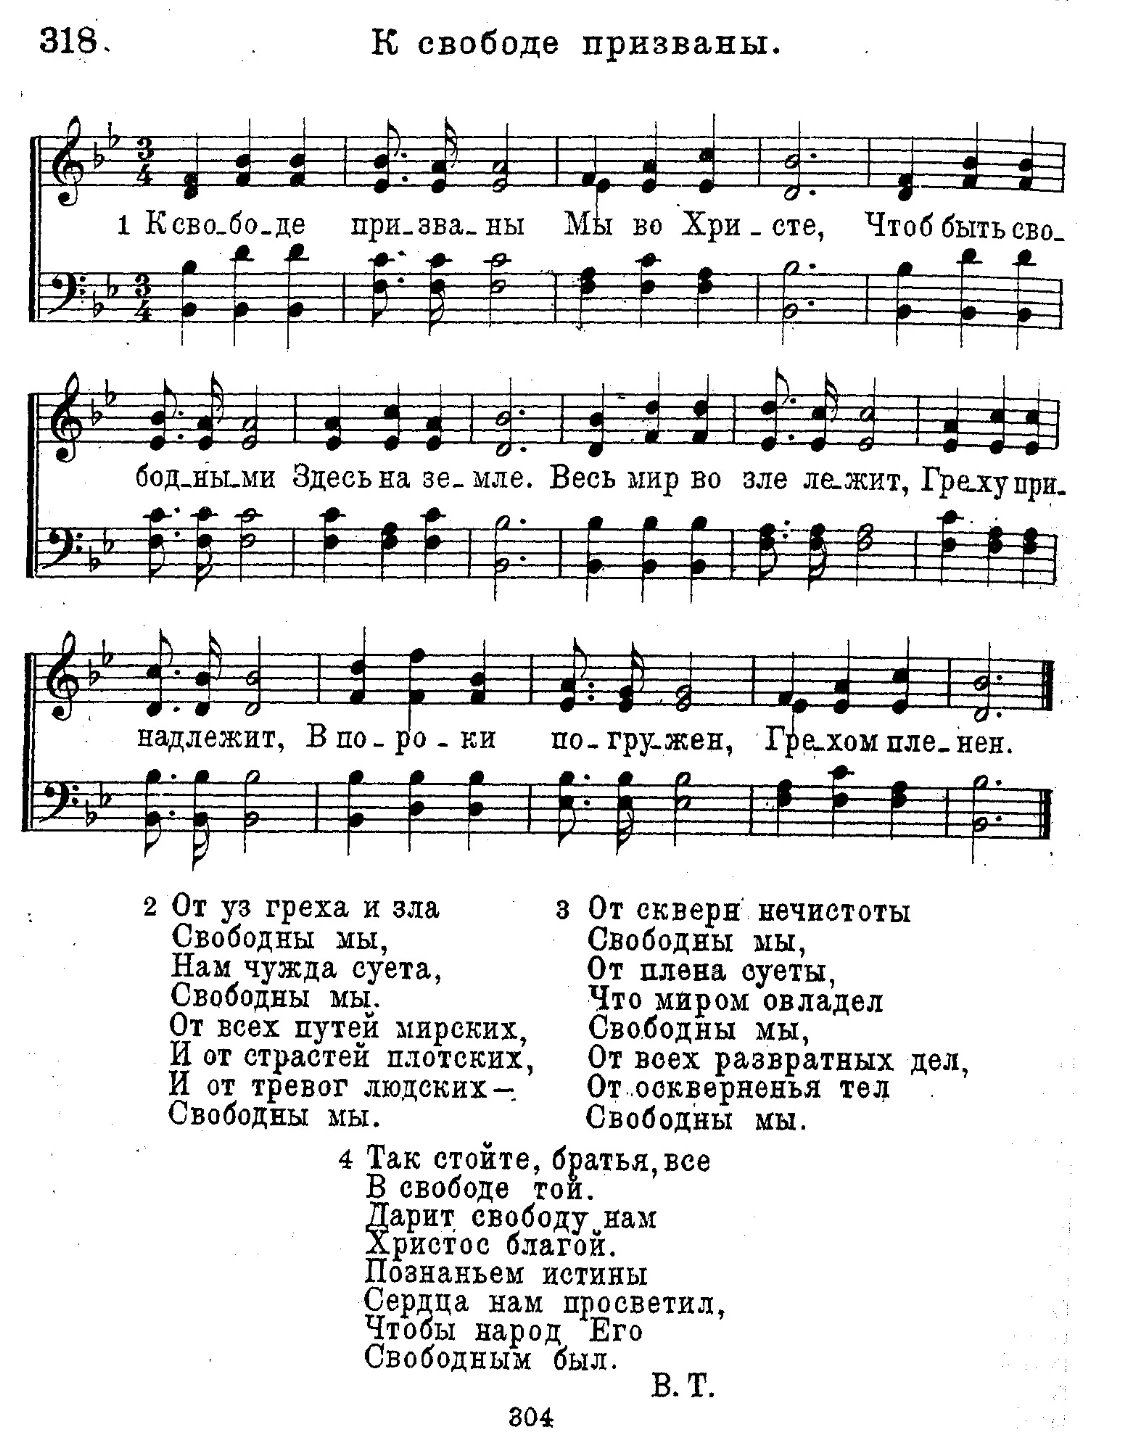 318.
К свободе призваны.
1 К сво-бо-де при-зва-ны Мы во Хри-сте, Чтоб быть сво-
бод-ны-ми Здесь на зе-мле. Весь мир во зле ле-жит, Гре-ху при-
надлежит, В по-ро-ки по-гру-жен, Гре-хом пле-нен.
2 От уз греха и зла
Свободны мы,
Нам чужда суета,
Свободны мы.
От всех путей мирских,
И от страстей плотских,
И от тревог людских—
Свободны мы.
3 От скверн нечистоты
Свободны мы,
От плена суеты,
Что миром овладел
Свободны мы,
От всех развратных дел,
От оскверненья тел
Свободны мы.
4 Так стойте, братья, все
В свободе той.
Дарит свободу нам
Христос благой.
Познаньем истины
Сердца нам просветил,
Чтобы народ Его
Свободным был.
В. Т.
304